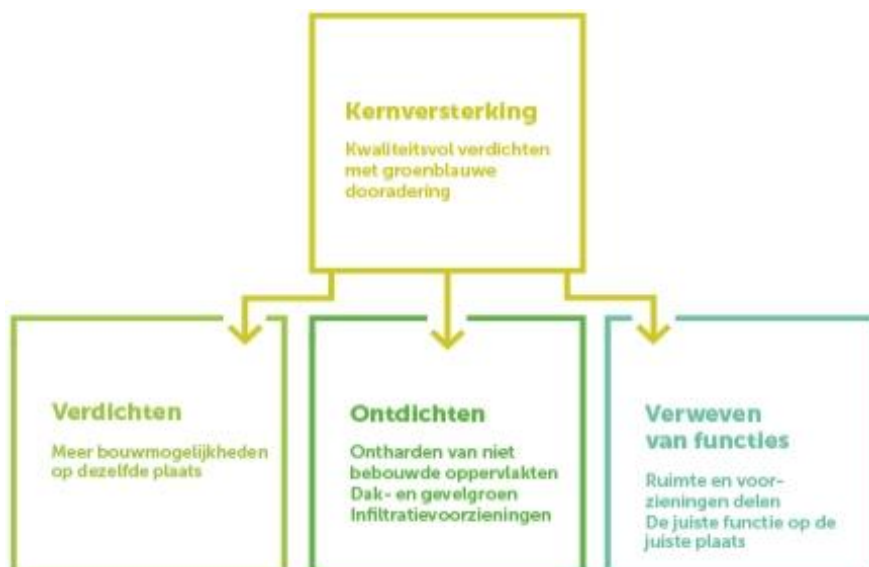 Kernversterking
Kwaliteitsvol verdichten
met groenblauwe
dooradering
Verdichten
Meer bouwmogelijkheden
op dezelfde plaats
Ontdichten
Ontharden van niet
bebouwde oppervlakten
Dak- en gevelgroen
Infiltratievoorzieningen
Verweven
van functies
Ruimte en voor-
zieningen delen
De juiste functie op de
juiste plaats